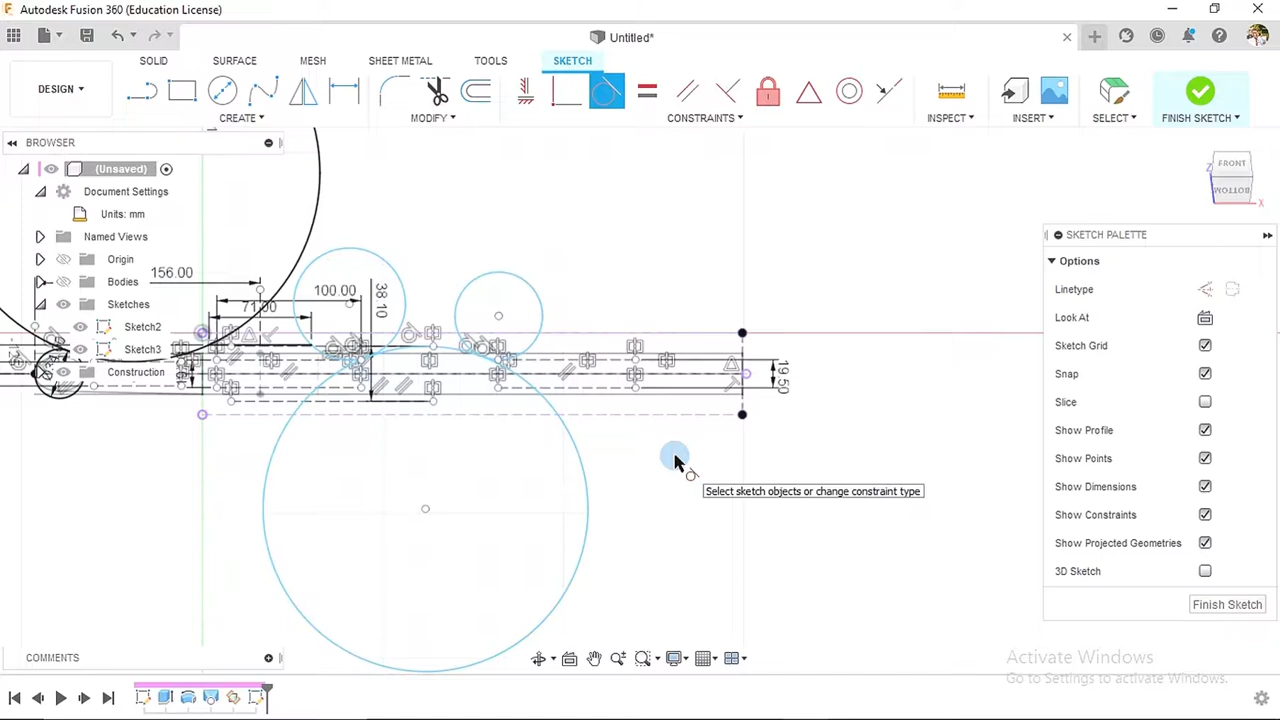 Autodesk Fusion 360 (Education License)
Untitled*
SOLID
SURFACE
MESH
SHEET METAL
TOOLS
SKETCH
DESIGN
CREATE
MODIFY
CONSTRAINTS
INSPECT
INSERT
SELECT
FINISH SKETCH
BROWSER
(Unsaved)
Document Settings
Units: mm
Named Views
Origin
Bodies
Sketches
Sketch2
Sketch3
Construction
156.00
100.00
71.00
38.10
19.50
Select sketch objects or change constraint type
FRONT
BOTTOM
Z
X
SKETCH PALETTE
Options
Linetype
Look At
Sketch Grid
Snap
Slice
Show Profile
Show Points
Show Dimensions
Show Constraints
Show Projected Geometries
3D Sketch
Finish Sketch
COMMENTS
Activate Windows
Go to Settings to activate Windows.